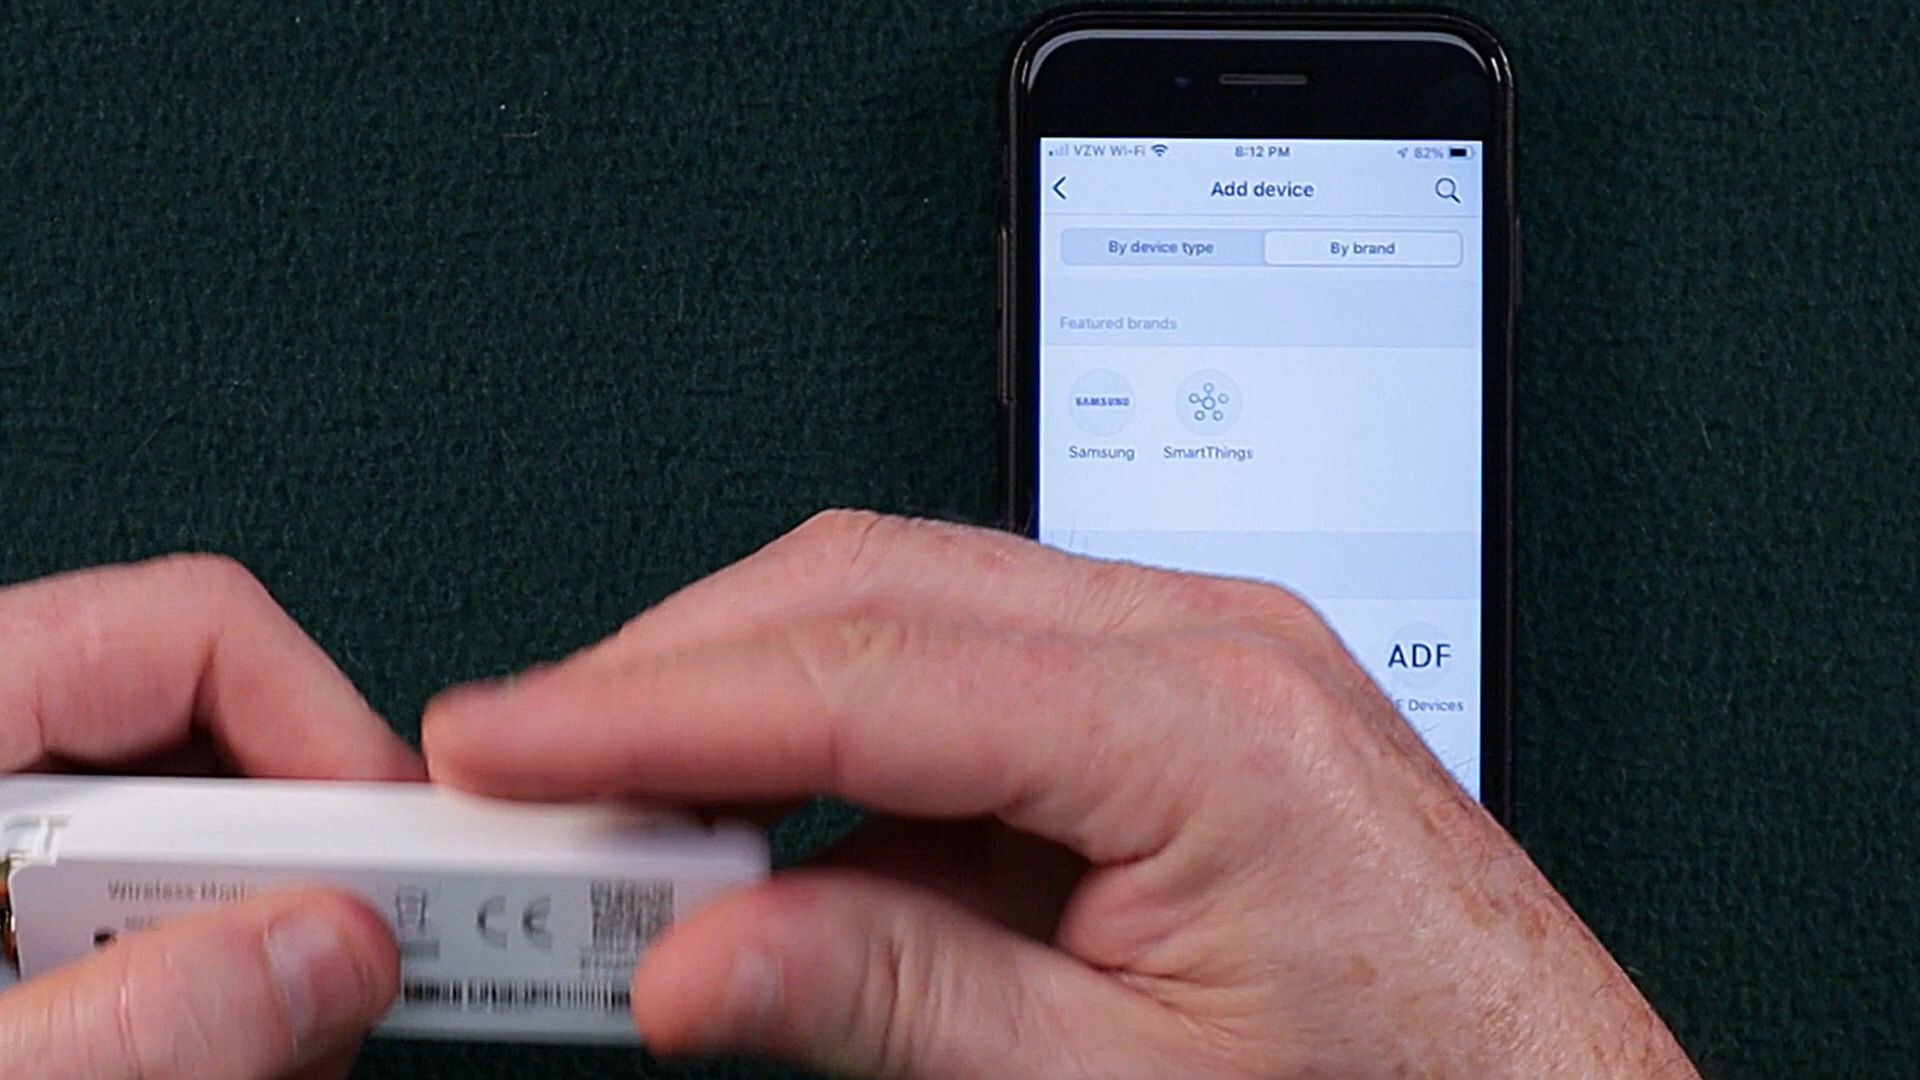 VZW Wi-Fi 8:12 PM 82%
Add device
By device type By brand
Featured brands
SAMSUNG
Samsung SmartThings
ADF
Devices
Wireless
CE